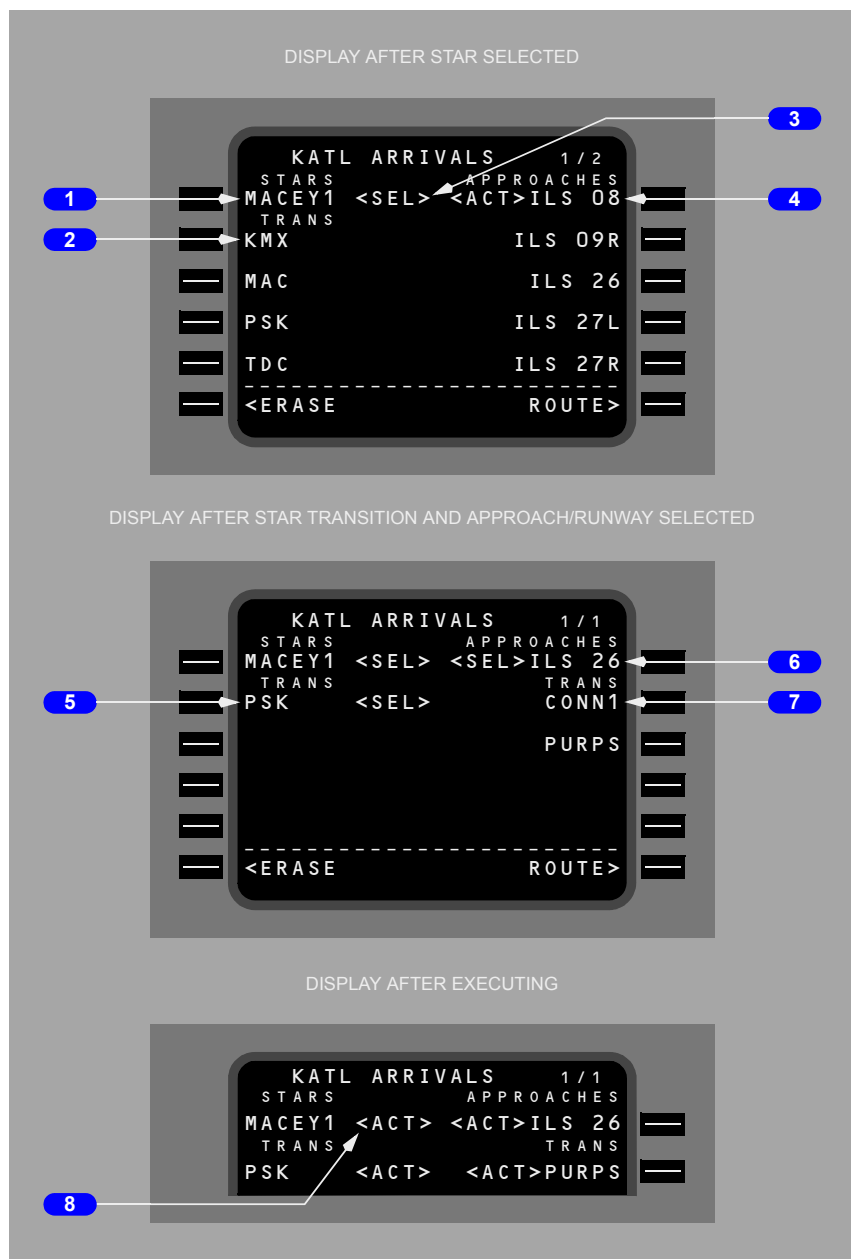 DISPLAY AFTER STAR SELECTED
3
KATL ARRIVALS 1/2
STARS APPROACHES
1 MACEY1 <SEL> <ACT>ILS 08 4
TRANS
2 KMX ILS 09R
MAC ILS 26
PSK ILS 27L
TDC ILS 27R
------------------------
<ERASE ROUTE>
DISPLAY AFTER STAR TRANSITION AND APPROACH/RUNWAY SELECTED
KATL ARRIVALS 1/1
STARS APPROACHES
MACEY1 <SEL> <SEL>ILS 26 6
TRANS TRANS
5 PSK <SEL> CONN1 7
PURPS
------------------------
<ERASE ROUTE>
DISPLAY AFTER EXECUTING
KATL ARRIVALS 1/1
STARS APPROACHES
MACEY1 <ACT> <ACT>ILS 26
TRANS TRANS
PSK <ACT> <ACT>PURPS
8